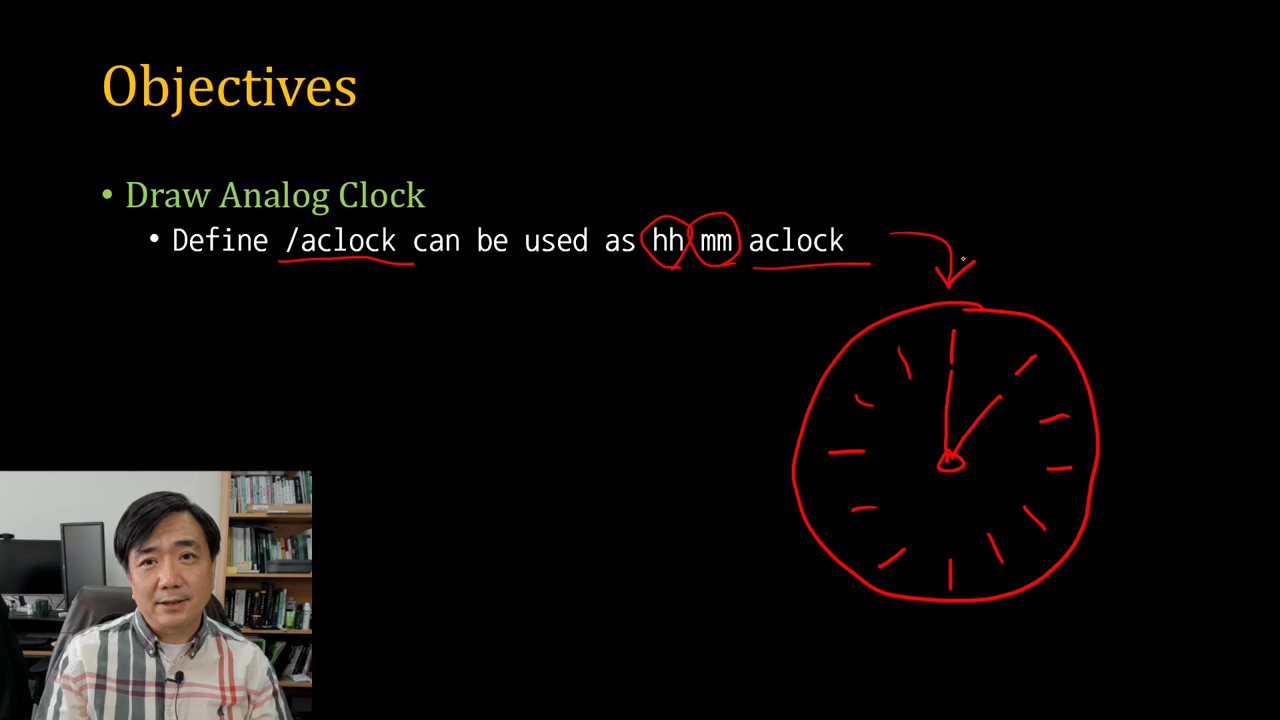 Objectives
• Draw Analog Clock
• Define /aclock can be used as hh mm aclock